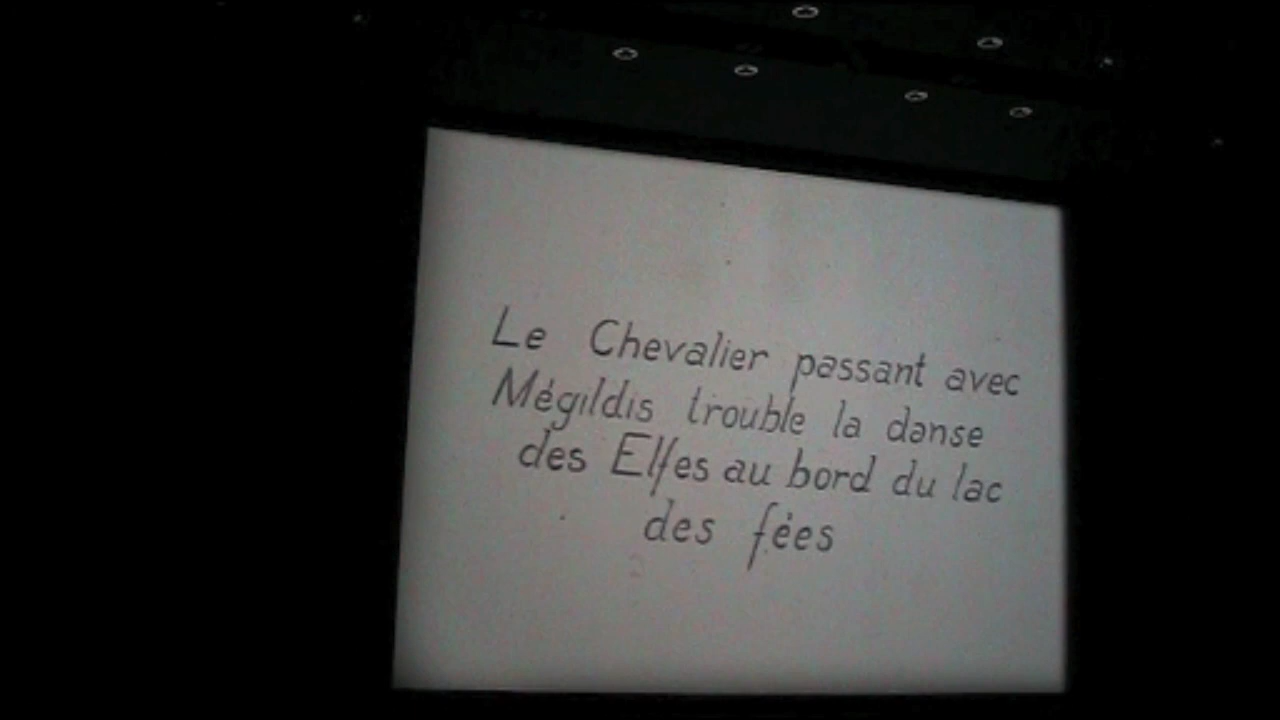 Le Chevalier passant avec
Mégildis trouble la danse
des Elfes au bord du lac
des fées